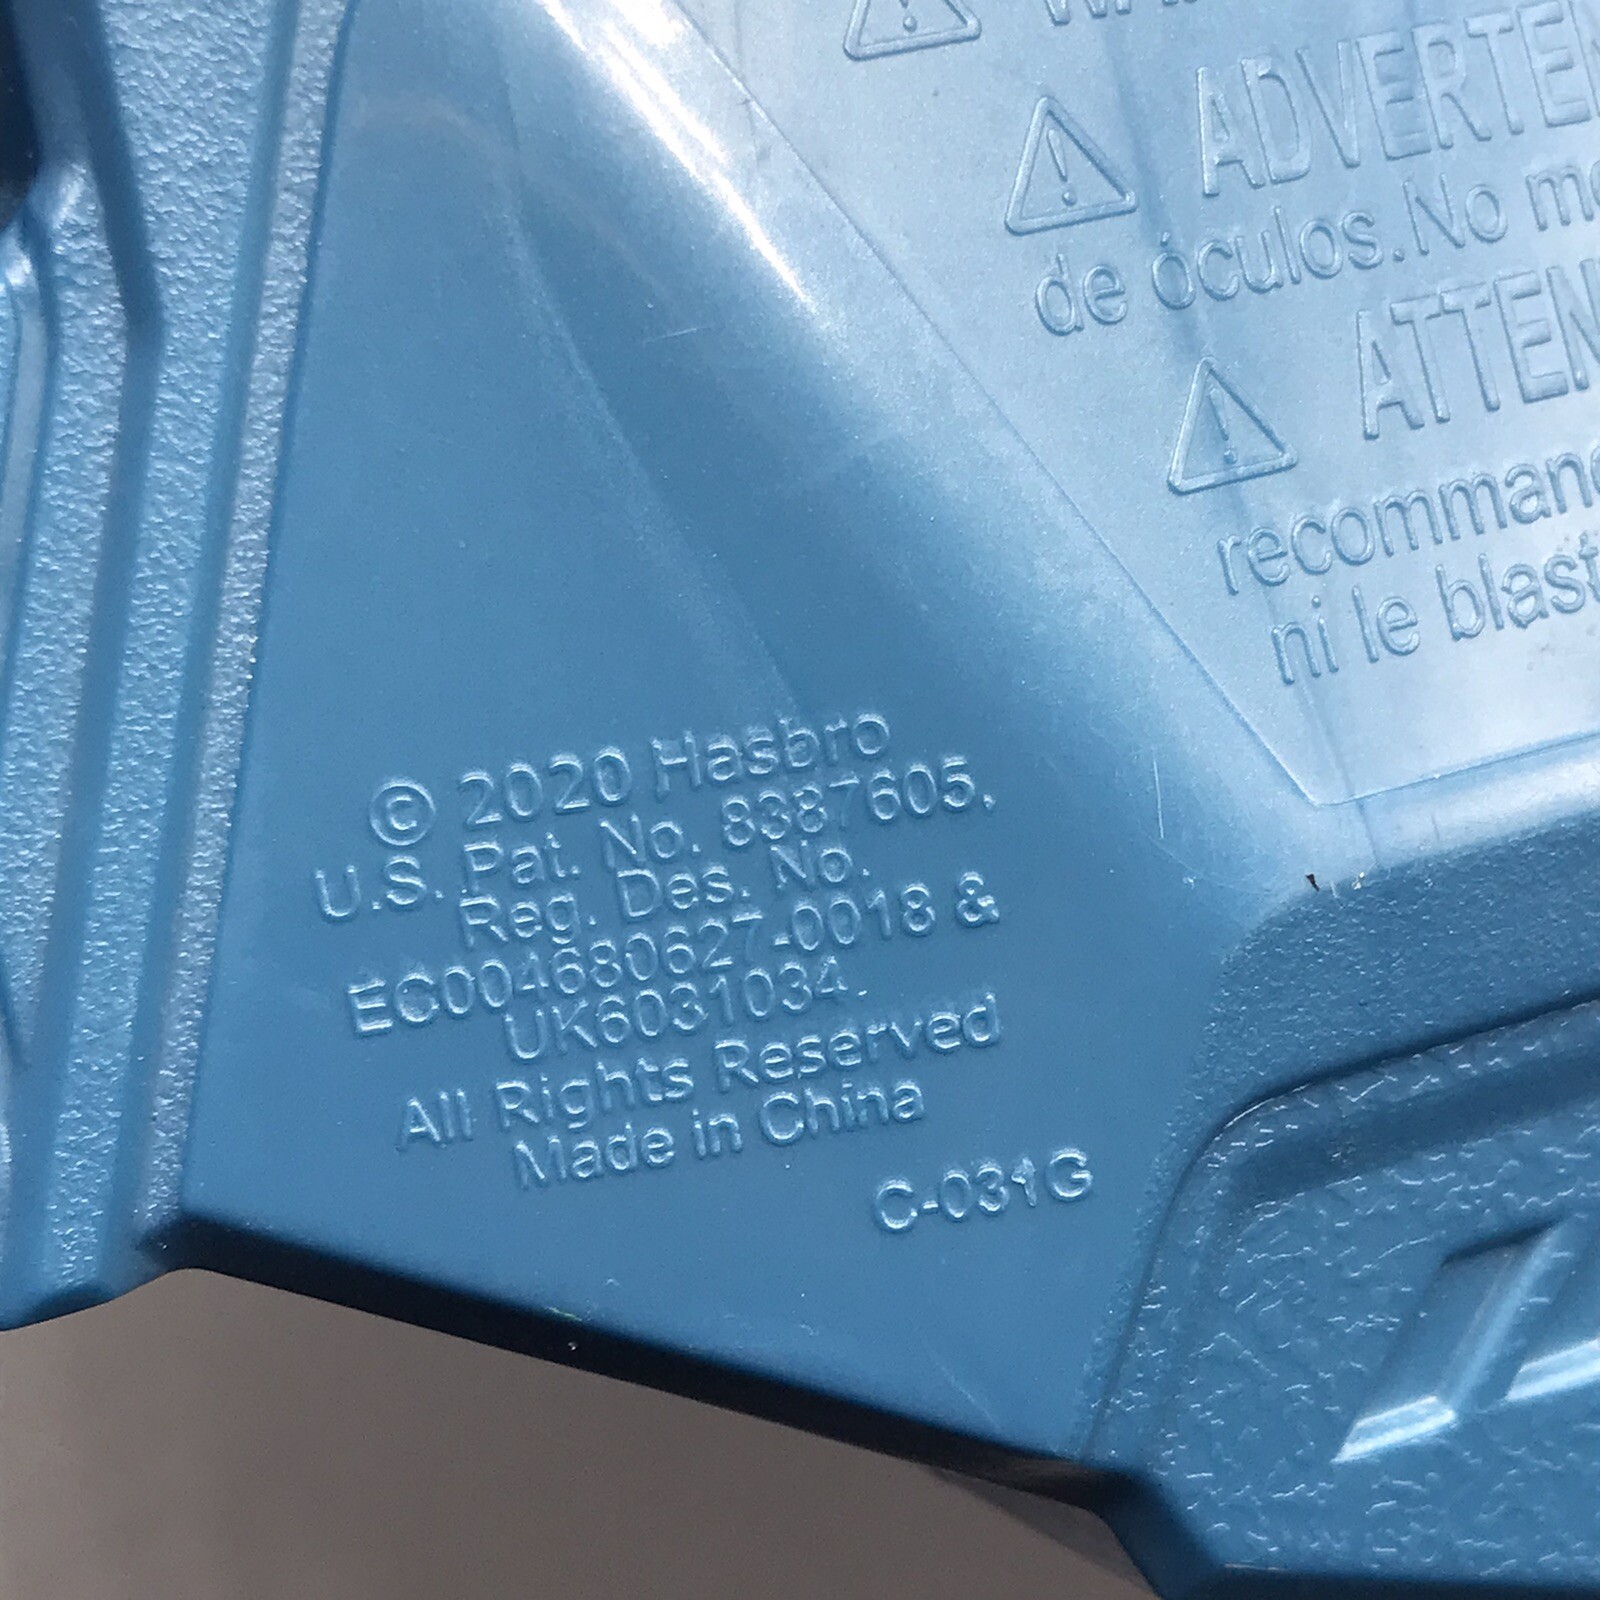 ADVERTEN
de óculos. No
ATTEN
recommand
ni le blast
© 2020 Hasbro
U.S. Pat. No. 8387605,
Reg. Des. No.
EC004680627-0018 &
UK6031034.
All Rights Reserved
Made in China
C-031G